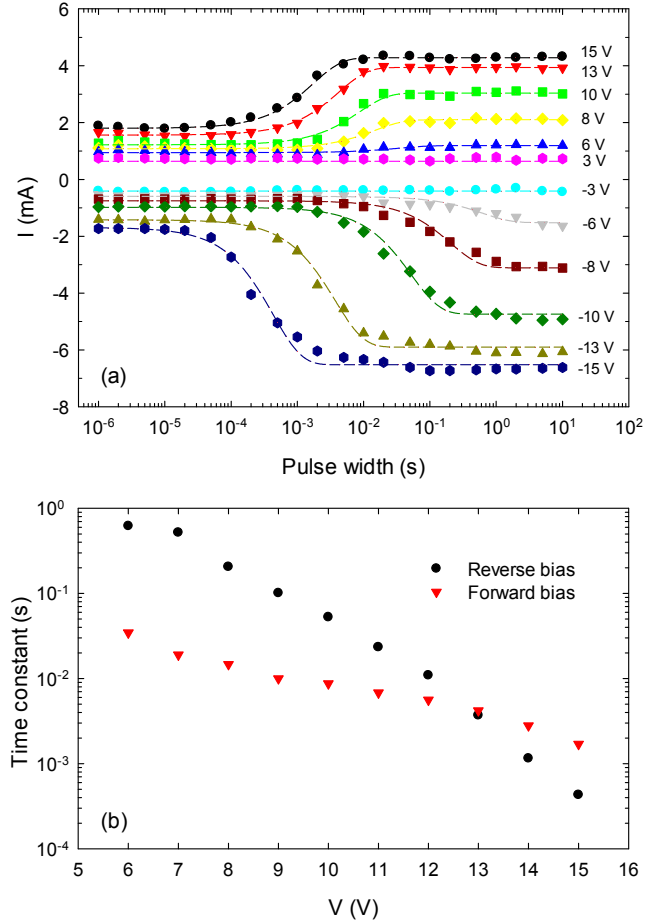 6
4
2
0
-2
-4
-6
-8
I (mA)
15 V
13 V
10 V
8 V
6 V
3 V
-3 V
-6 V
-8 V
-10 V
-13 V
-15 V
(a)
10⁻⁶ 10⁻⁵ 10⁻⁴ 10⁻³ 10⁻² 10⁻¹ 10⁰ 10¹ 10²
Pulse width (s)
10⁰
10⁻¹
10⁻²
10⁻³
10⁻⁴
Time constant (s)
Reverse bias
Forward bias
(b)
5 6 7 8 9 10 11 12 13 14 15 16
V (V)